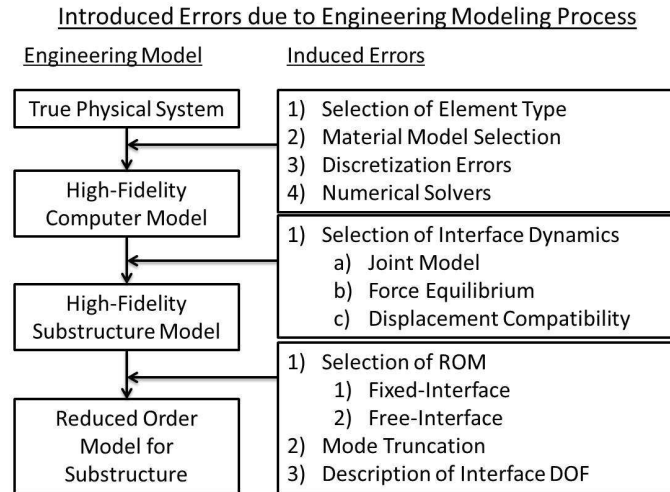 Introduced Errors due to Engineering Modeling Process
Engineering Model
Induced Errors
True Physical System
1) Selection of Element Type
2) Material Model Selection
3) Discretization Errors
4) Numerical Solvers
High-Fidelity
Computer Model
1) Selection of Interface Dynamics
a) Joint Model
b) Force Equilibrium
c) Displacement Compatibility
High-Fidelity
Substructure Model
1) Selection of ROM
1) Fixed-Interface
2) Free-Interface
2) Mode Truncation
3) Description of Interface DOF
Reduced Order
Model for
Substructure